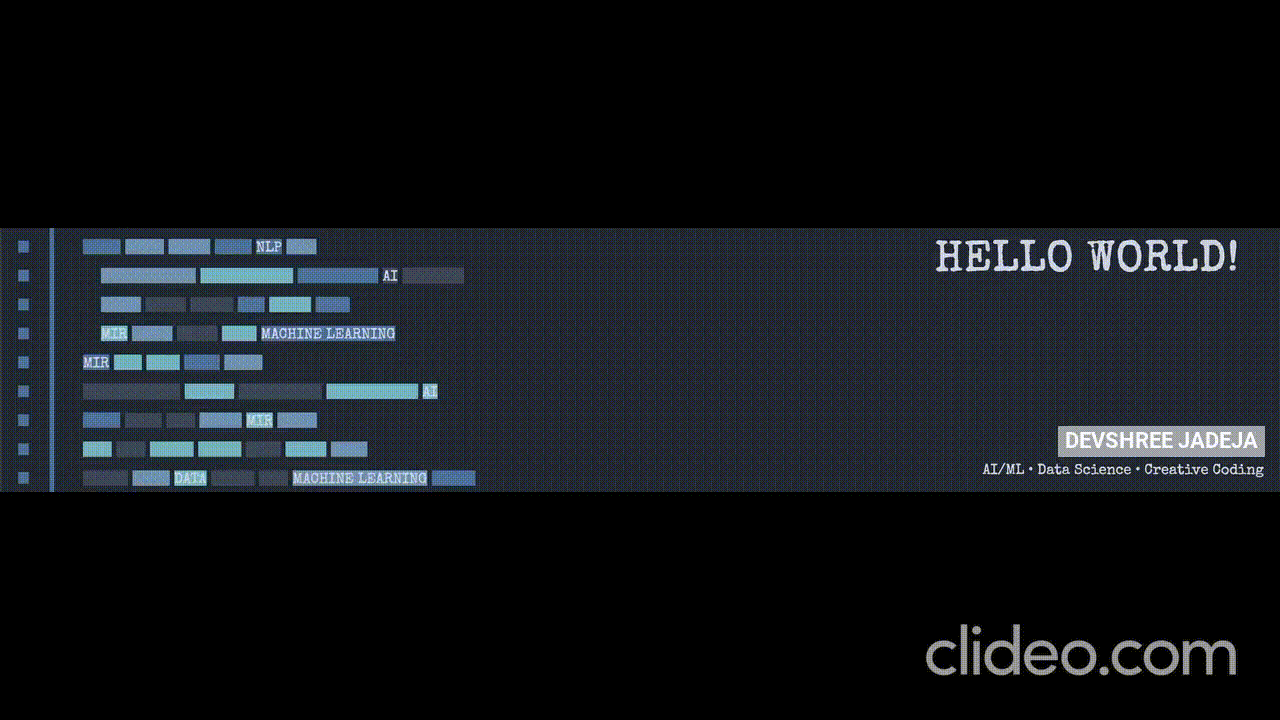 HELLO WORLD!
NLP
AI
MIR MACHINE LEARNING
MIR
AI
MIR
DEVSHREE JADEJA
AI/ML • Data Science • Creative Coding
DATA MACHINE LEARNING
clideo.com